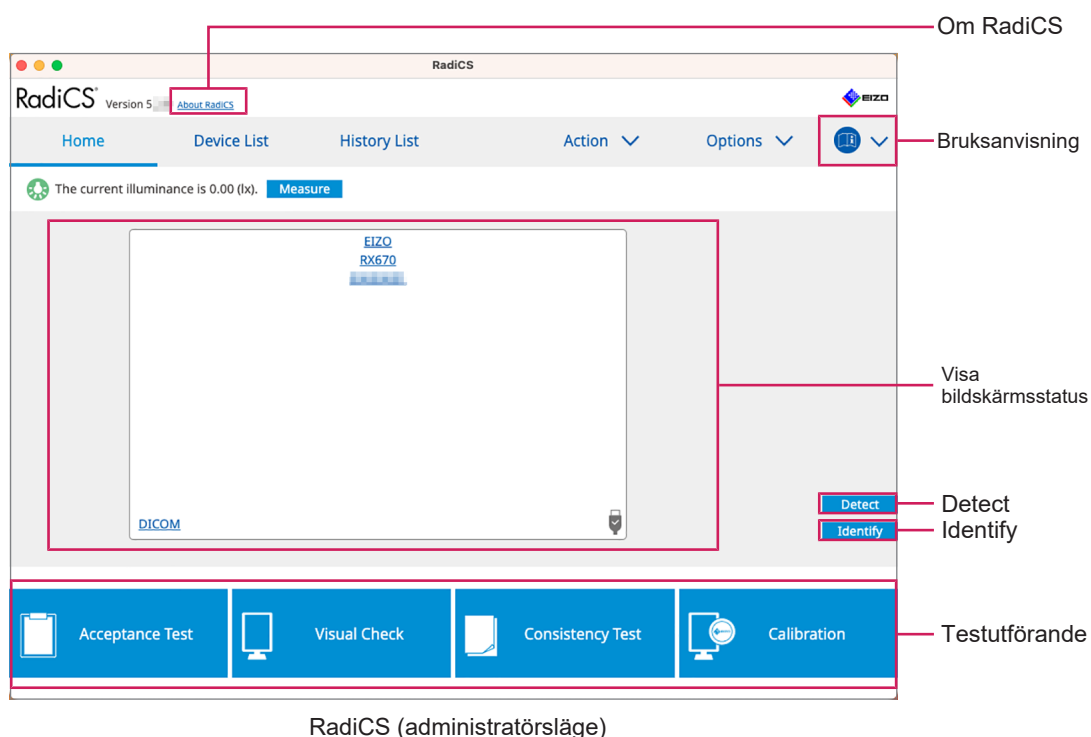 Om RadiCS
RadiCS
RadiCS® Version 5. About RadiCS
EIZO
Home Device List History List Action Options
Bruksanvisning
The current illuminance is 0.00 (lx). Measure
EIZO
RX670
Visa
bildskärmsstatus
Detect
Detect
DICOM
Identify
Identify
Acceptance Test Visual Check Consistency Test Calibration
Testutförande
RadiCS (administratörsläge)